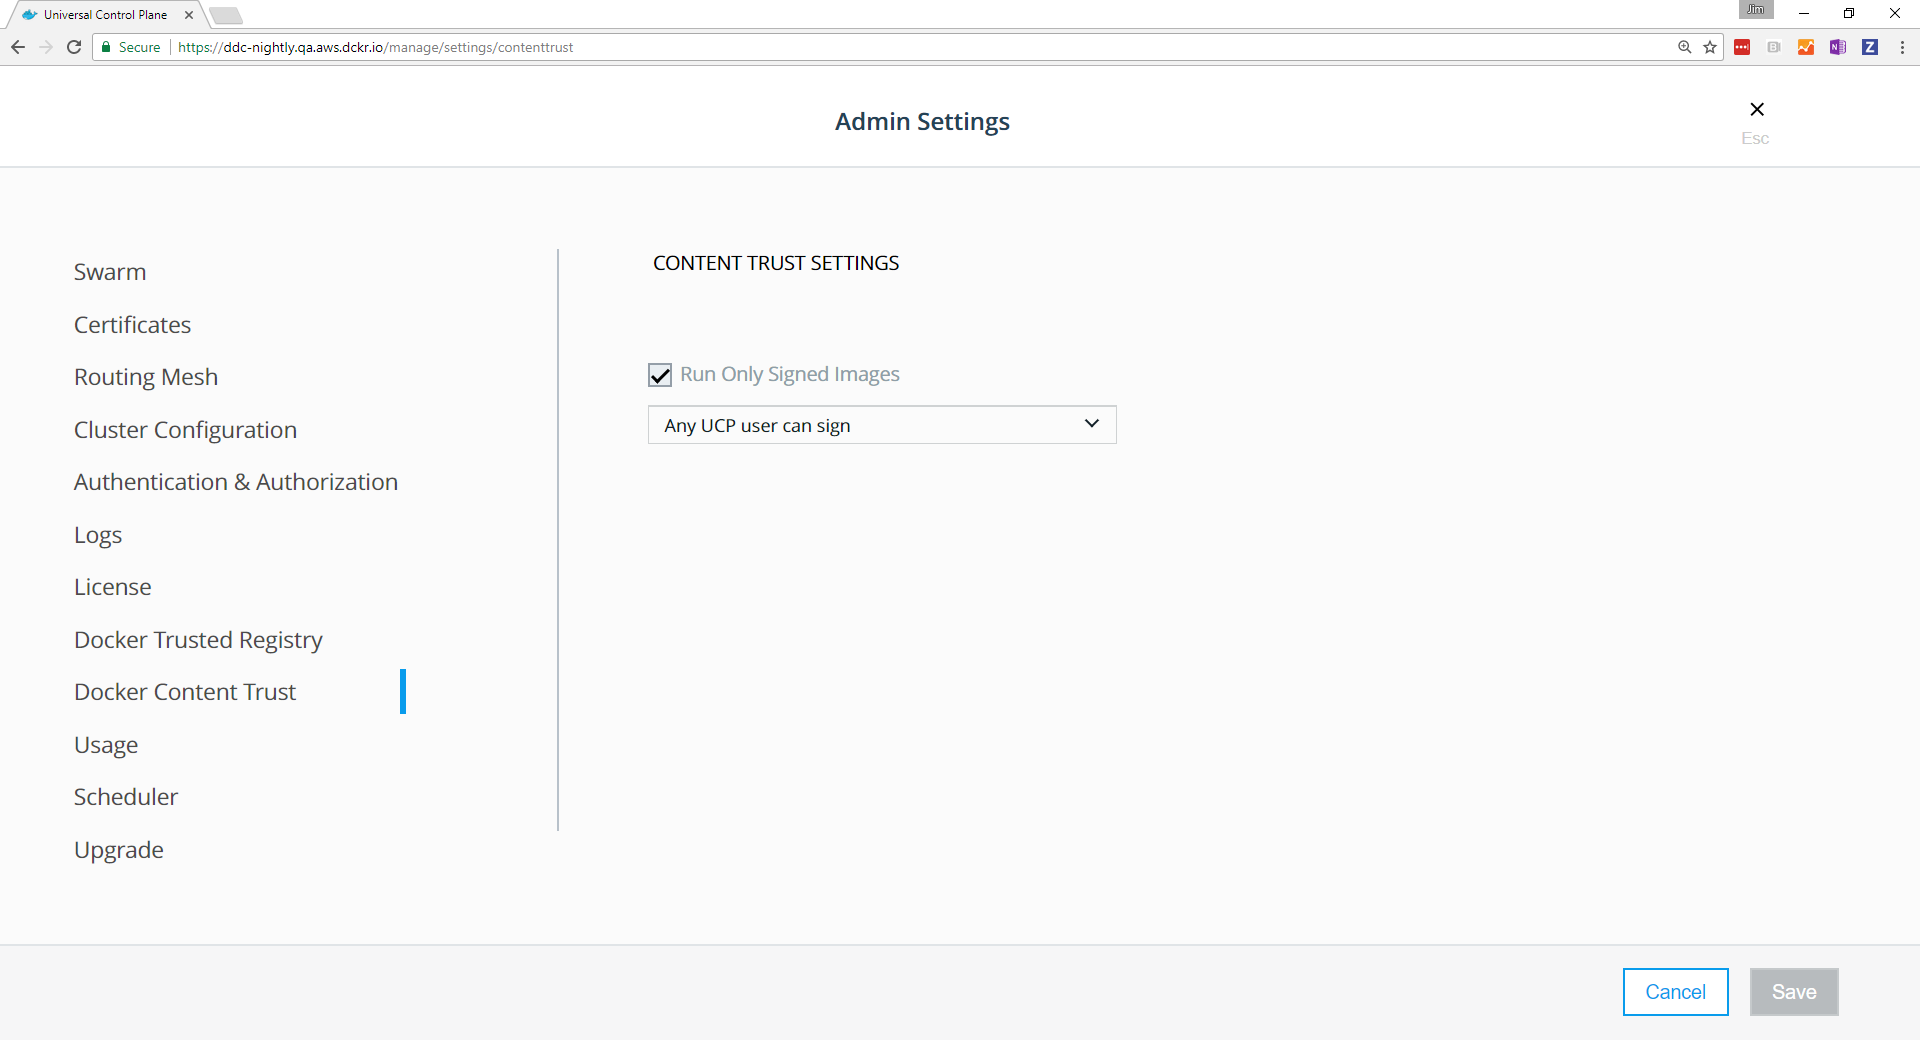 Universal Control Plane
Jim
Secure
https://ddc-nightly.qa.aws.dckr.io/manage/settings/contenttrust
Admin Settings
Esc
Swarm
Certificates
Routing Mesh
Cluster Configuration
Authentication & Authorization
Logs
License
Docker Trusted Registry
Docker Content Trust
Usage
Scheduler
Upgrade
CONTENT TRUST SETTINGS
Run Only Signed Images
Any UCP user can sign
Cancel
Save